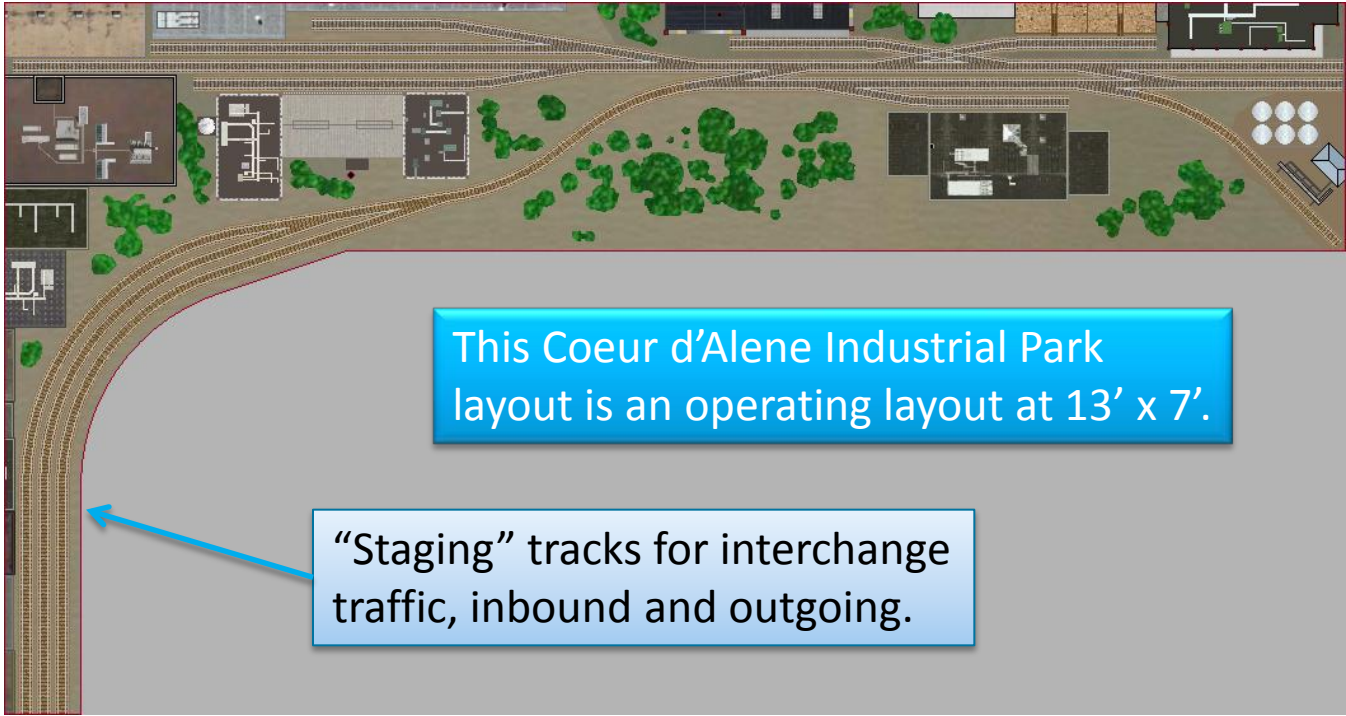 This Coeur d’Alene Industrial Park
layout is an operating layout at 13’ x 7’.
“Staging” tracks for interchange
traffic, inbound and outgoing.